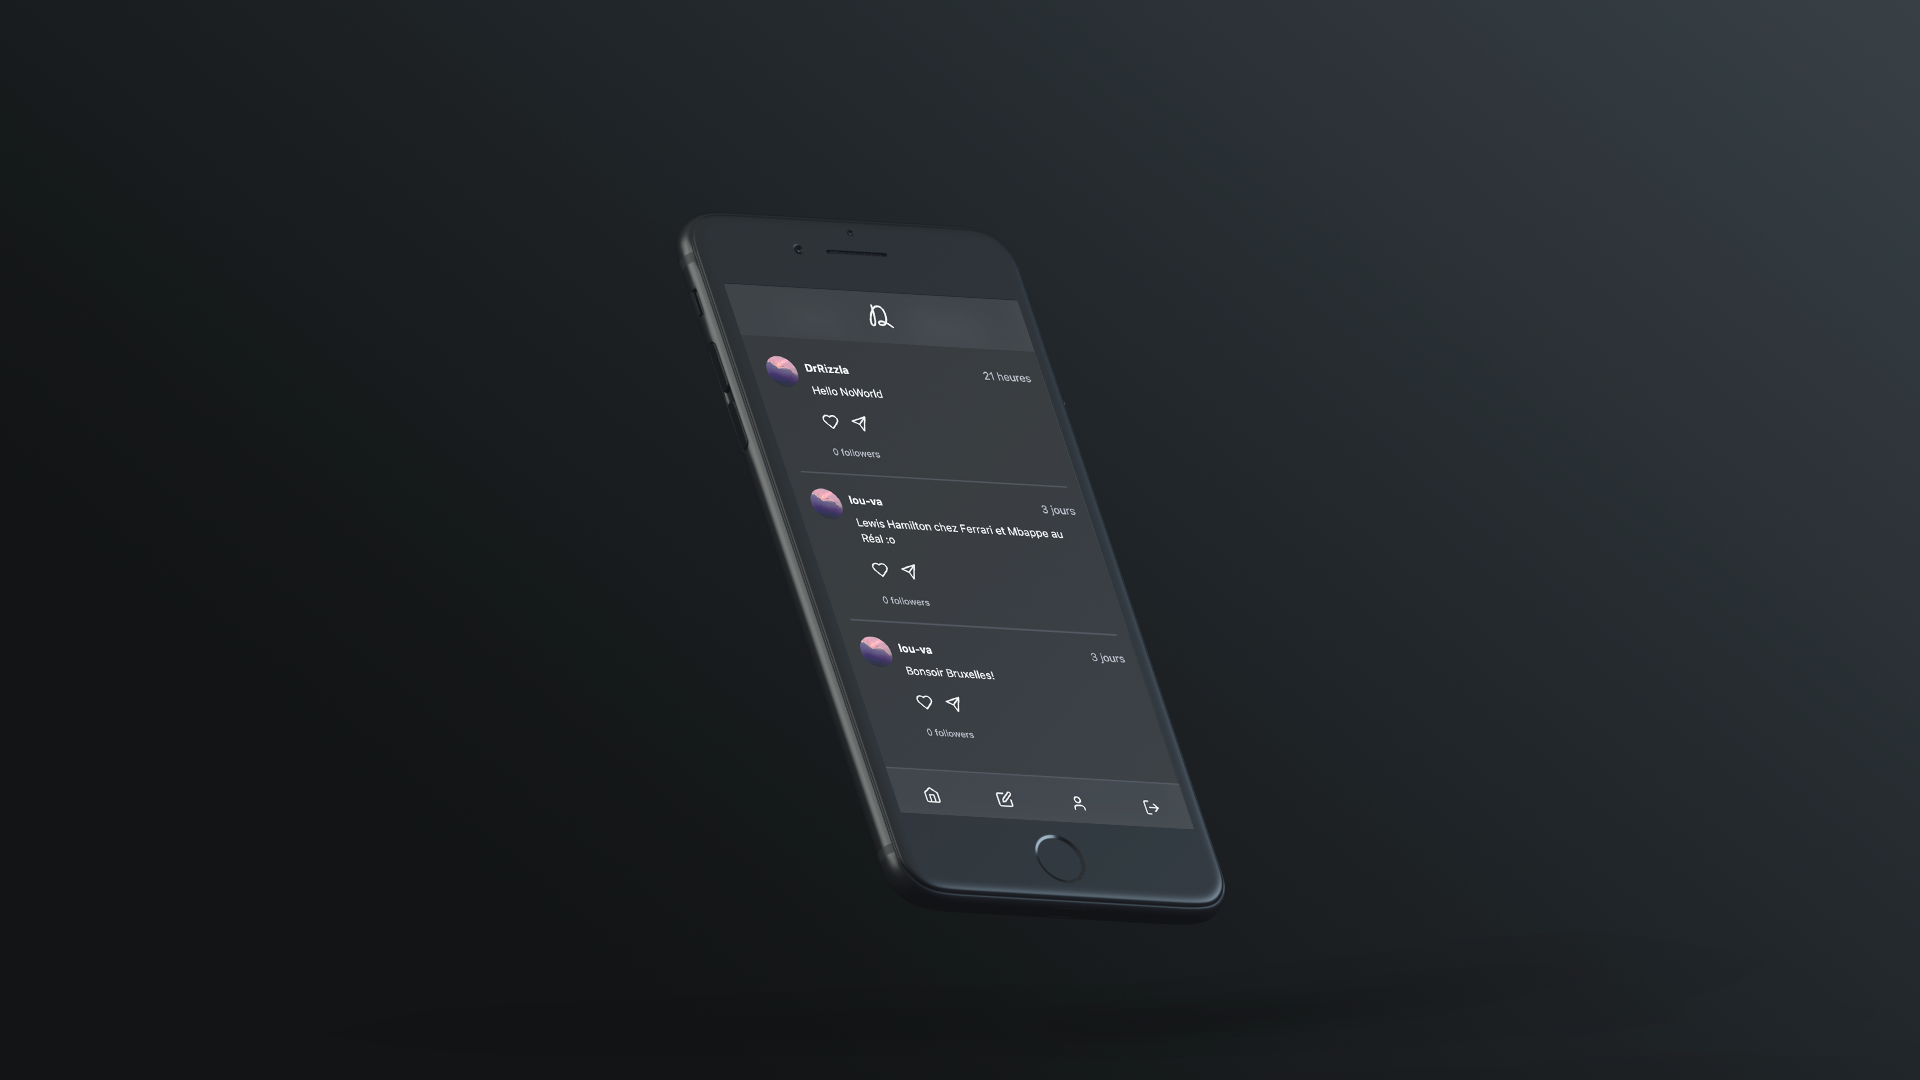 DrRizzla
21 heures
Hello NoWorld
0 followers
lou-va
3 jours
Lewis Hamilton chez Ferrari et Mbappe au
Réal :o
0 followers
lou-va
3 jours
Bonsoir Bruxelles!
0 followers